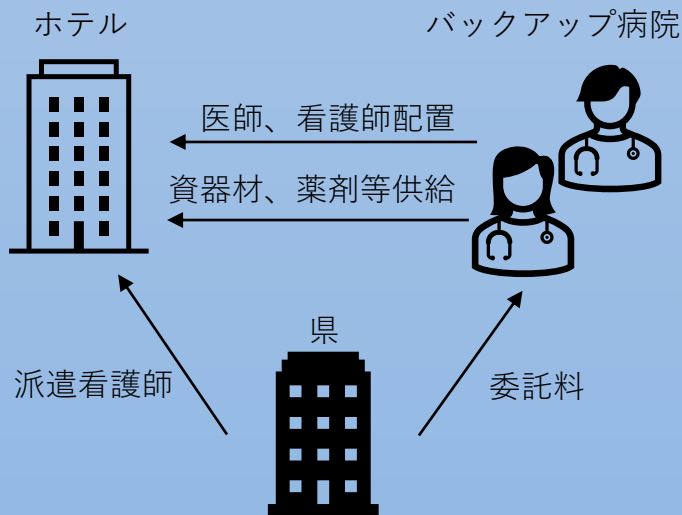 ホテル
バックアップ病院
医師、看護師配置
資器材、薬剤等供給
県
派遣看護師
委託料